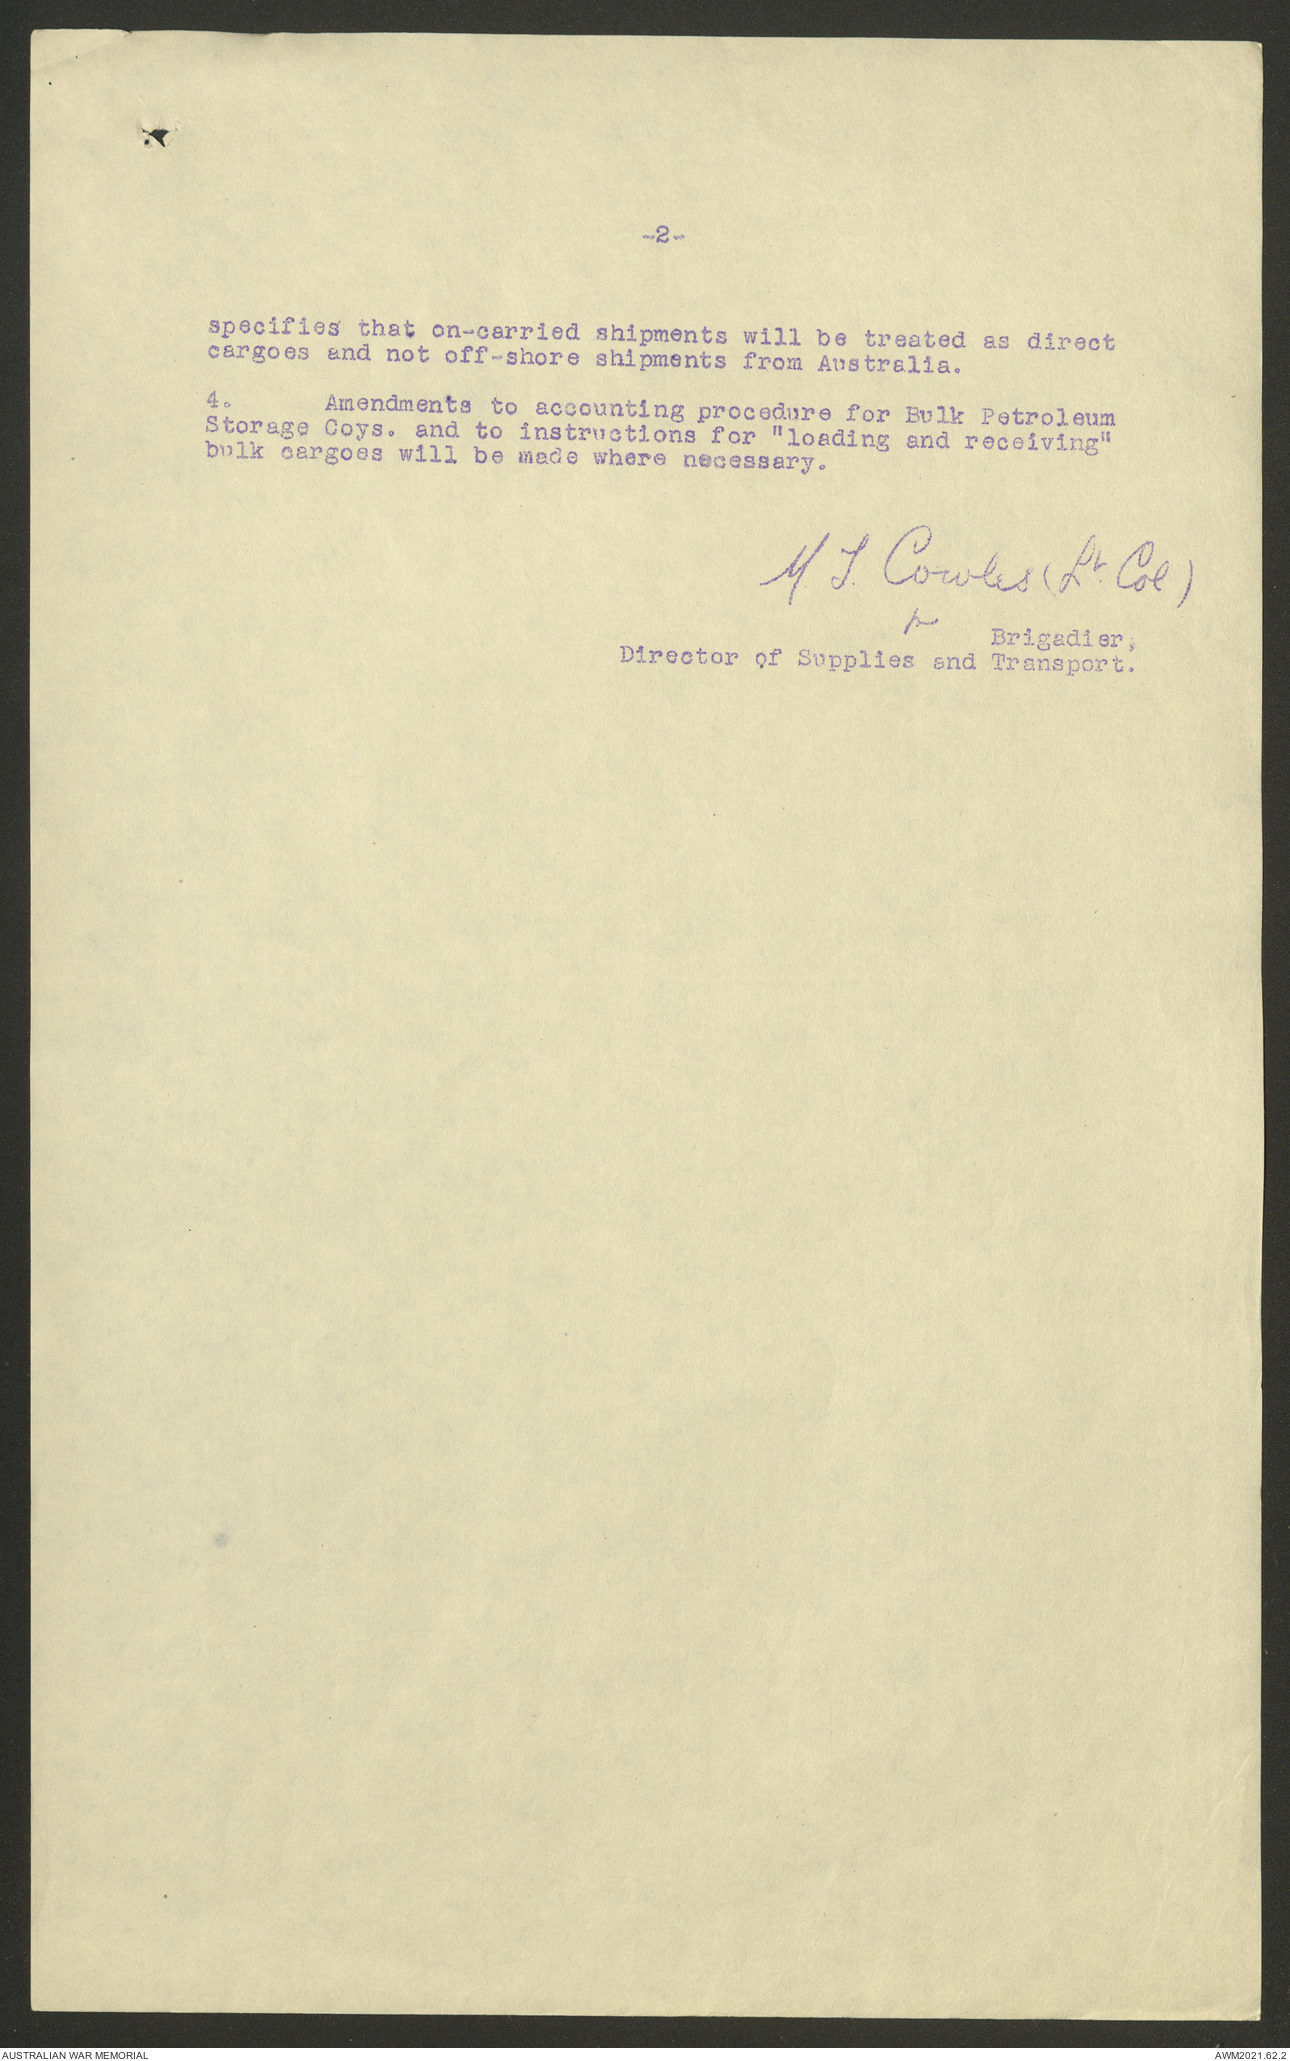 -2-
specifies that on-carried shipments will be treated as direct
cargoes and not off-shore shipments from Australia.
4. Amendments to accounting procedure for Bulk Petroleum
Storage Coys. and to instructions for "loading and receiving"
bulk cargoes will be made where necessary.
Cowles (Lt. Col)
Brigadier,
Director of Supplies and Transport.
AUSTRALIAN WAR MEMORIAL
AWM2021.62.2